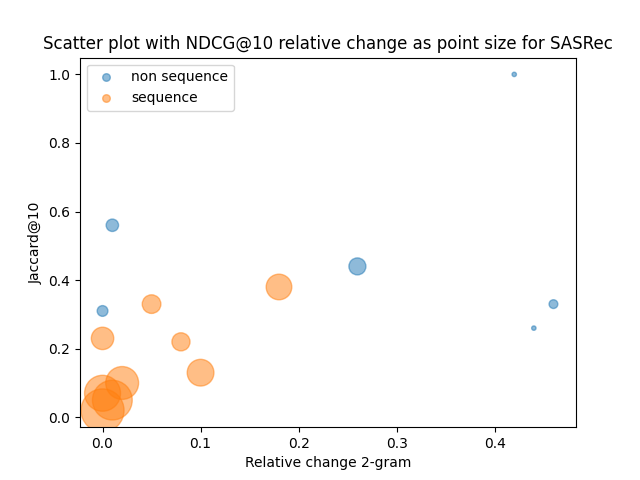 Scatter plot with NDCG@10 relative change as point size for SASRec
non sequence
sequence
1.0
0.8
0.6
0.4
0.2
0.0
Jaccard@10
0.0 0.1 0.2 0.3 0.4
Relative change 2-gram